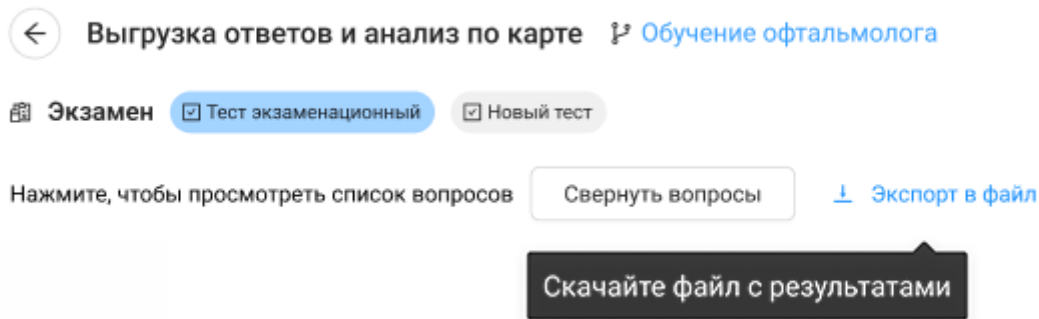 Выгрузка ответов и анализ по карте Обучение офтальмолога
Экзамен Тест экзаменационный Новый тест
Нажмите, чтобы просмотреть список вопросов Свернуть вопросы Экспорт в файл
Скачайте файл с результатами